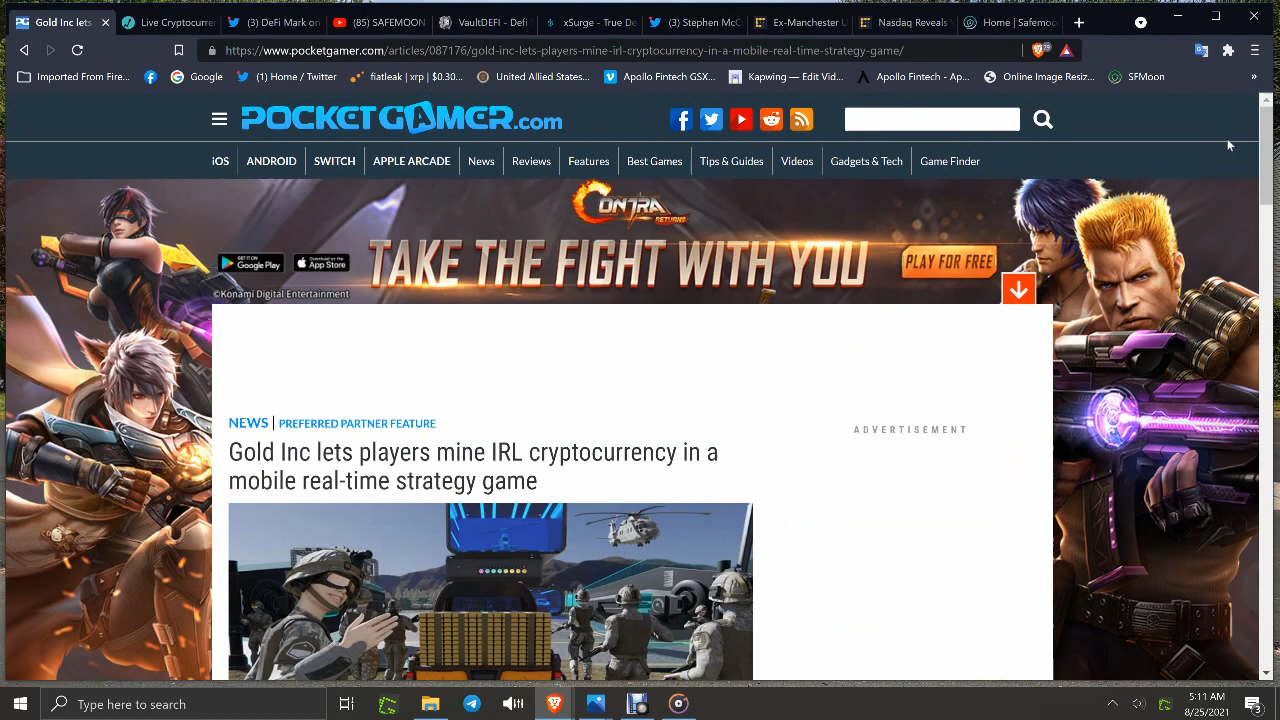 Gold Inc lets
Live Cryptocurre
(3) DeFi Mark on
(85) SAFEMOON
VaultDEFI - Defi
xSurge - True De
(3) Stephen McC
Ex-Manchester U
Nasdaq Reveals
Home | Safemoo
https://www.pocketgamer.com/articles/087176/gold-inc-lets-players-mine-irl-cryptocurrency-in-a-mobile-real-time-strategy-game/
Imported From Fire...
Google
(1) Home / Twitter
fiatleak | xrp | $0.30...
United Allied States...
Apollo Fintech GSX...
Kapwing — Edit Vid...
Apollo Fintech - Ap...
Online Image Resiz...
SFMoon
»
POCKETGAMER.com
iOS
ANDROID
SWITCH
APPLE ARCADE
News
Reviews
Features
Best Games
Tips & Guides
Videos
Gadgets & Tech
Game Finder
CONTRA
RETURNS
GET IT ON
Google Play
Download on the
App Store
TAKE THE FIGHT WITH YOU
PLAY FOR FREE
©Konami Digital Entertainment
NEWS | PREFERRED PARTNER FEATURE
ADVERTISEMENT
Gold Inc lets players mine IRL cryptocurrency in a
mobile real-time strategy game
Type here to search
5:11 AM
8/25/2021